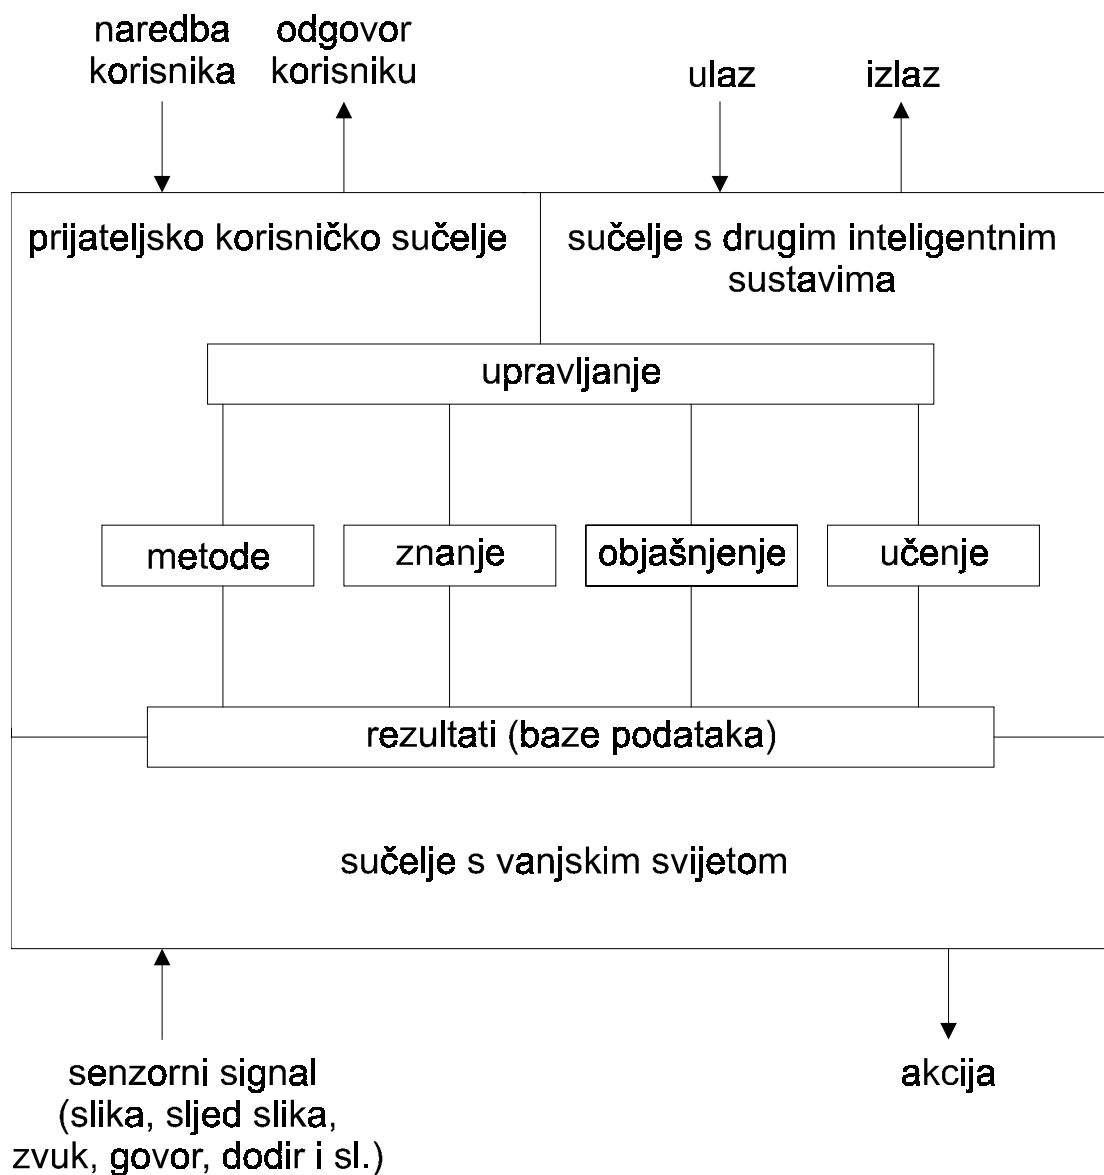 naredba
korisnika
odgovor
korisniku
ulaz
izlaz
prijateljsko korisničko sučelje
sučelje s drugim inteligentnim
sustavima
upravljanje
metode
znanje
objašnjenje
učenje
rezultati (baze podataka)
sučelje s vanjskim svijetom
senzorni signal
(slika, sljed slika,
zvuk, govor, dodir i sl.)
akcija